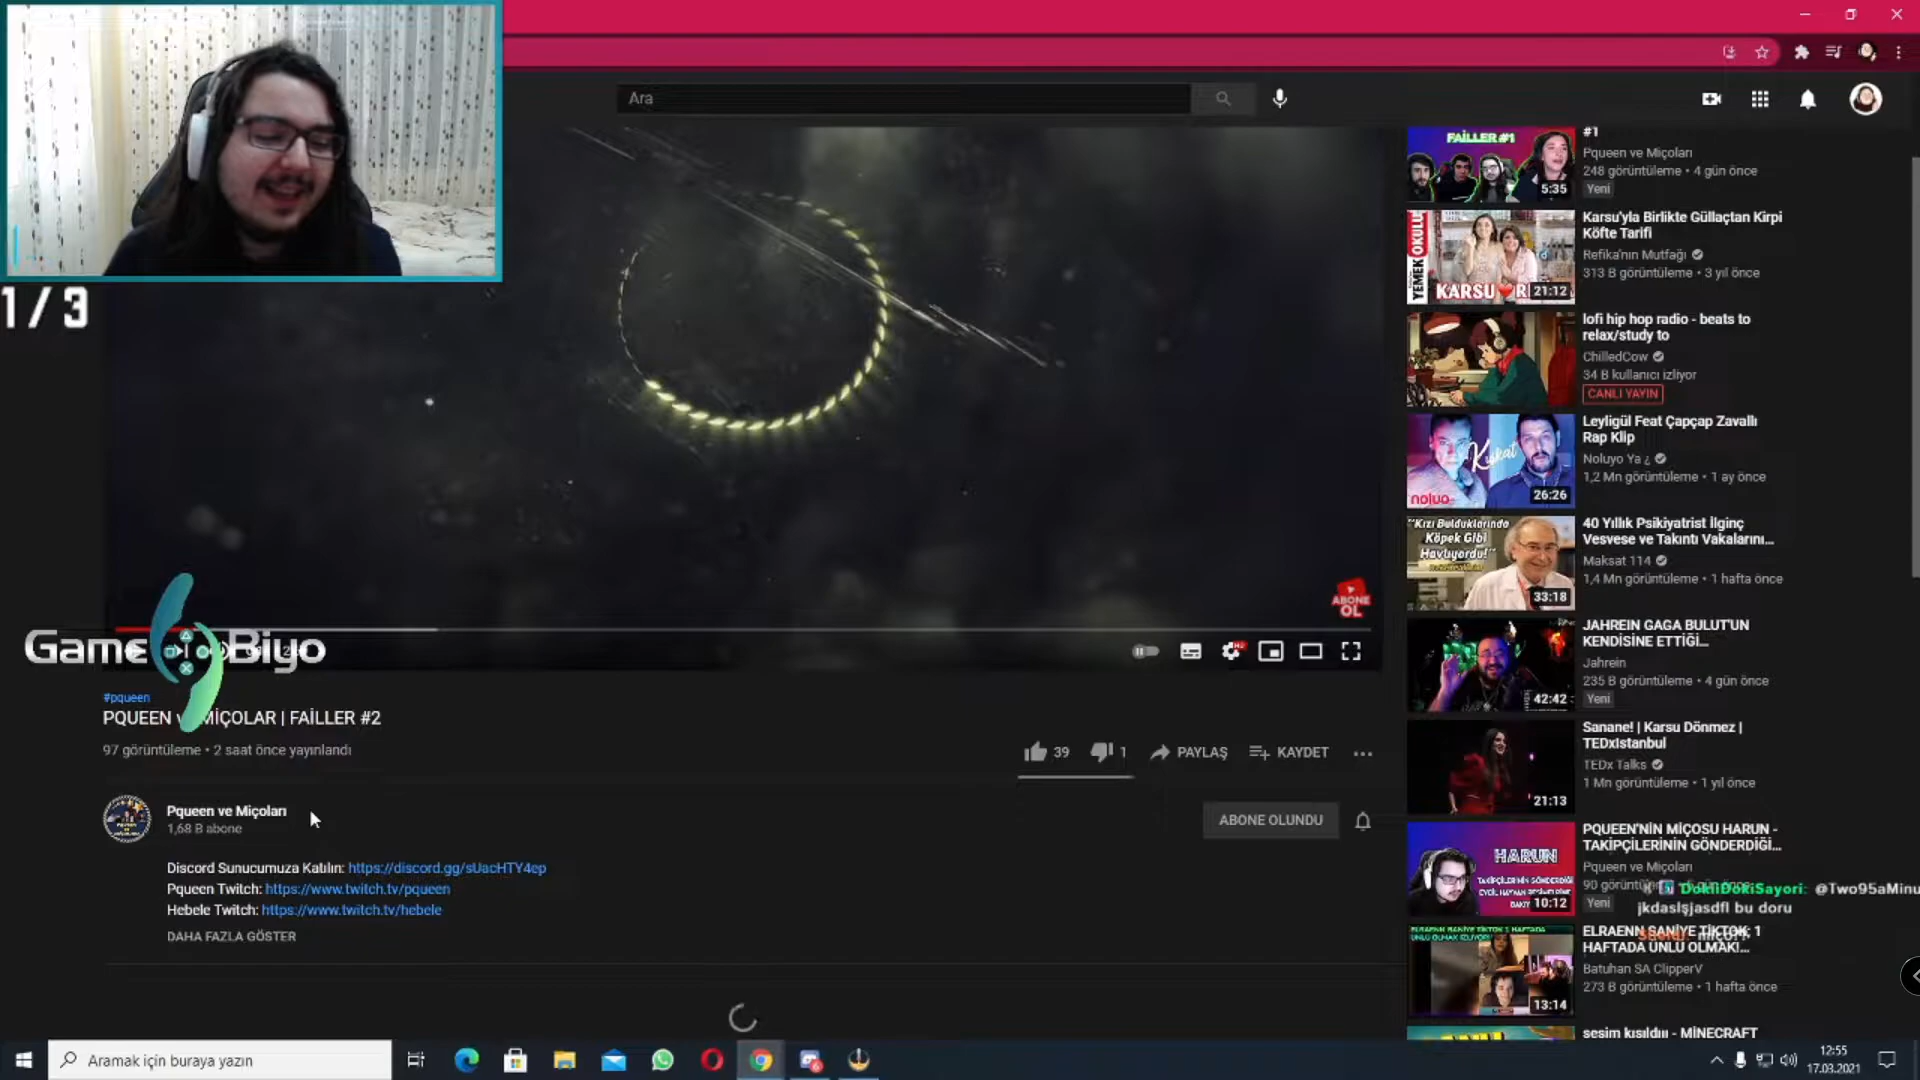 Ara
1 / 3
Game Biyo
#pqueen
MİÇOLAR | FAİLLER #2
97 görüntüleme • 2 saat önce yayınlandı
39
1
PAYLAŞ
KAYDET
ABONE OL
Pqueen ve Miçoları
1,68 B abone
ABONE OLUNDU
Discord Sunucumuza Katılın: https://discord.gg/sUacHTY4ep
Pqueen Twitch: https://www.twitch.tv/pqueen
Hebele Twitch: https://www.twitch.tv/hebele
DAHA FAZLA GÖSTER
FAİLLER #1
5:35
#1
Pqueen ve Miçoları
248 görüntüleme • 4 gün önce
Yeni
YEMEK OKULU
21:12
Karsu'yla Birlikte Güllaçtan Kirpi
Köfte Tarifi
Refika'nın Mutfağı
313 B görüntüleme • 3 yıl önce
lofi hip hop radio - beats to
relax/study to
ChilledCow
34 B kullanıcı izliyor
CANLI YAYIN
noluo
26:26
Leyligül Feat Çapçap Zavallı
Rap Klip
Noluyo Ya ¿
1,2 Mn görüntüleme • 1 ay önce
"Kızı Bulduklarında
Köpek Gibi
Havlıyordu!"
33:18
40 Yıllık Psikiyatrist İlginç
Vesvese ve Takıntı Vakalarını...
Maksat 114
1,4 Mn görüntüleme • 1 hafta önce
42:42
JAHREIN GAGA BULUT'UN
KENDİSİNE ETTİĞİ...
Jahrein
235 B görüntüleme • 4 gün önce
Yeni
21:13
Sanane! | Karsu Dönmez |
TEDxIstanbul
TEDx Talks
1 Mn görüntüleme • 1 yıl önce
HARUN
10:12
PQUEEN'NİN MİÇOSU HARUN -
TAKİPÇİLERİNİN GÖNDERDİĞİ...
Pqueen ve Miçoları
Yeni
DokiDokiSayori: @Two95aMinu
jkdaslşjasdfl bu doru
13:14
ELRAENN SANİYE TİKTOK; 1
HAFTADA ÜNLÜ OLMAK!...
Batuhan SA ClipperV
273 B görüntüleme • 1 hafta önce
sesim kısıldııı - MİNECRAFT
Aramak için buraya yazın
12:55
17.03.2021